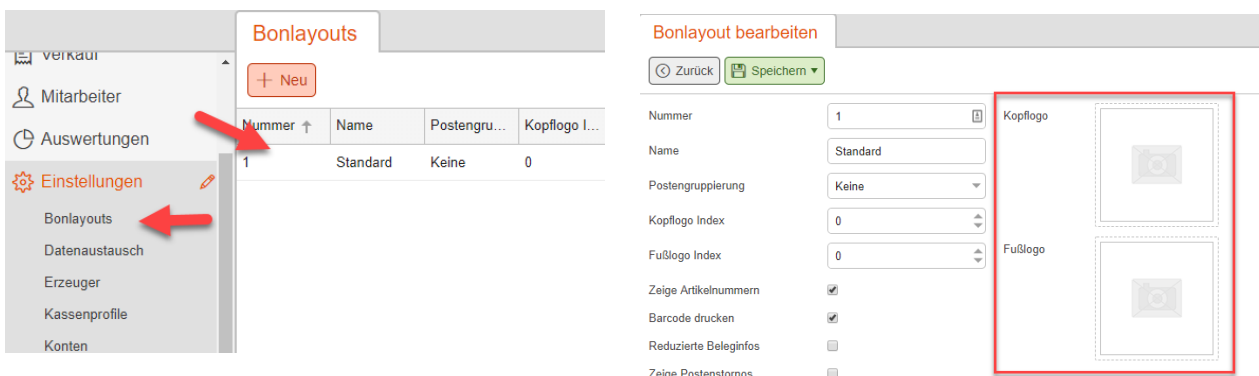 Bonlayouts
Verkauf
Neu
Mitarbeiter
Nummer Name Postengru... Kopflogo I...
Auswertungen
1 Standard Keine 0
Einstellungen
Bonlayouts
Datenaustausch
Erzeuger
Kassenprofile
Konten
Bonlayout bearbeiten
Zurück Speichern
Nummer 1 Kopflogo
Name Standard
Postengruppierung Keine
Kopflogo Index 0
Fußlogo Index 0 Fußlogo
Zeige Artikelnummern
Barcode drucken
Reduzierte Beleginfos
Zeige Postenstornos